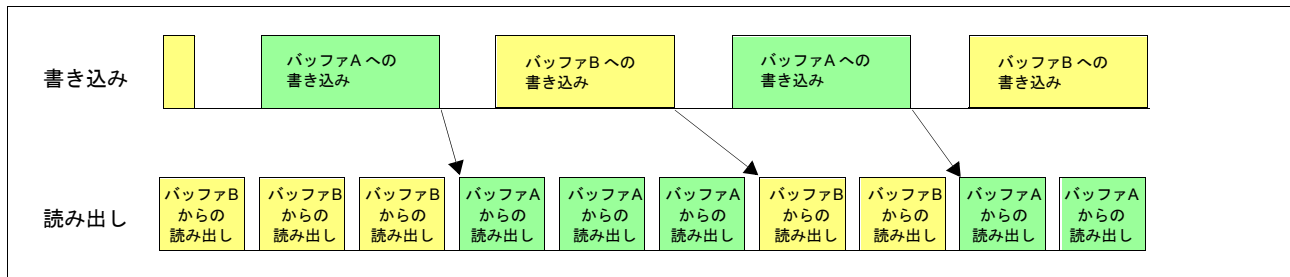 書き込み
バッファA への
書き込み
バッファB への
書き込み
バッファA への
書き込み
バッファB への
書き込み
読み出し
バッファB
からの
読み出し
バッファB
からの
読み出し
バッファB
からの
読み出し
バッファA
からの
読み出し
バッファA
からの
読み出し
バッファA
からの
読み出し
バッファB
からの
読み出し
バッファB
からの
読み出し
バッファA
からの
読み出し
バッファA
からの
読み出し